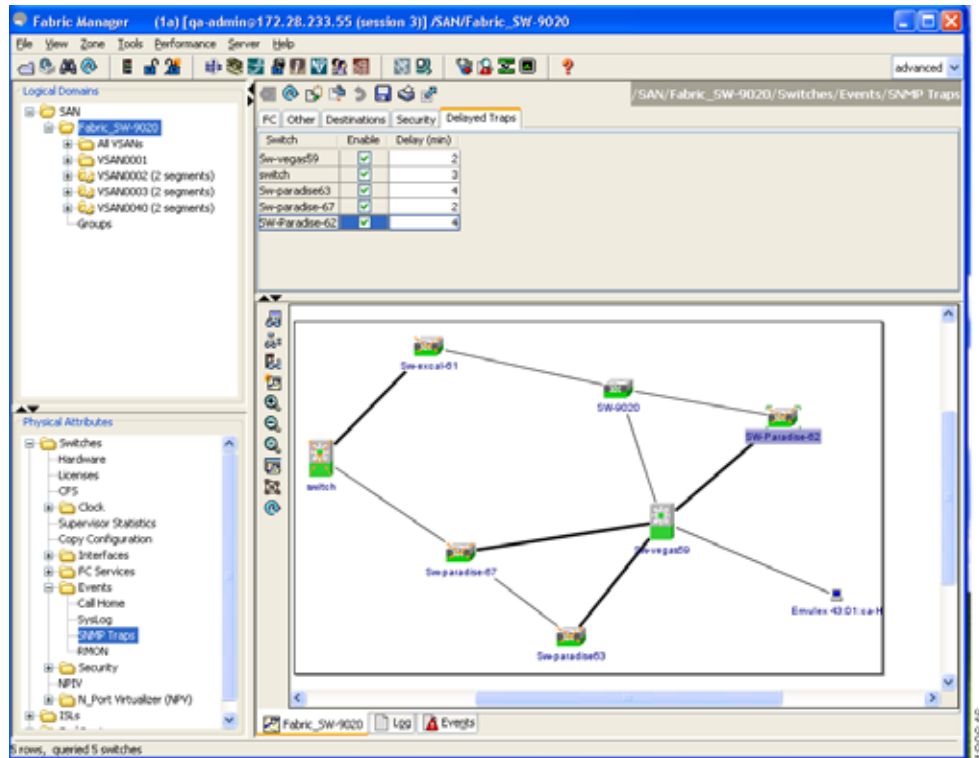 Fabric Manager (1a) [qa-admin@172.28.233.55 (session 3)] /SAN/Fabric_SW-9020
File View Zone Tools Performance Server Help
advanced
Logical Domains
SAN
Fabric_SW-9020
All VSANs
VSAN0001
VSAN0002 (2 segments)
VSAN0003 (2 segments)
VSAN0040 (2 segments)
Groups
/SAN/Fabric_SW-9020/Switches/Events/SNMP Traps
FC Other Destinations Security Delayed Traps
Switch Enable Delay (min)
Sw-vegas59 2
switch 3
Sw-paradise63 4
Sw-paradise-67 2
SW-Paradise-62 4
Physical Attributes
Switches
Hardware
Licenses
CFS
Clock
Supervisor Statistics
Copy Configuration
Interfaces
FC Services
Events
Call Home
SysLog
SNMP Traps
RMON
Security
NPIV
N_Port Virtualizer (NPV)
ISLs
Sw-excal-61
SW-9020
SW-Paradise-62
switch
Sw-vegas59
Sw-paradise-67
Emulex 43:01:ca-H
Sw-paradise63
Fabric_SW-9020 Log Events
5 rows, queried 5 switches